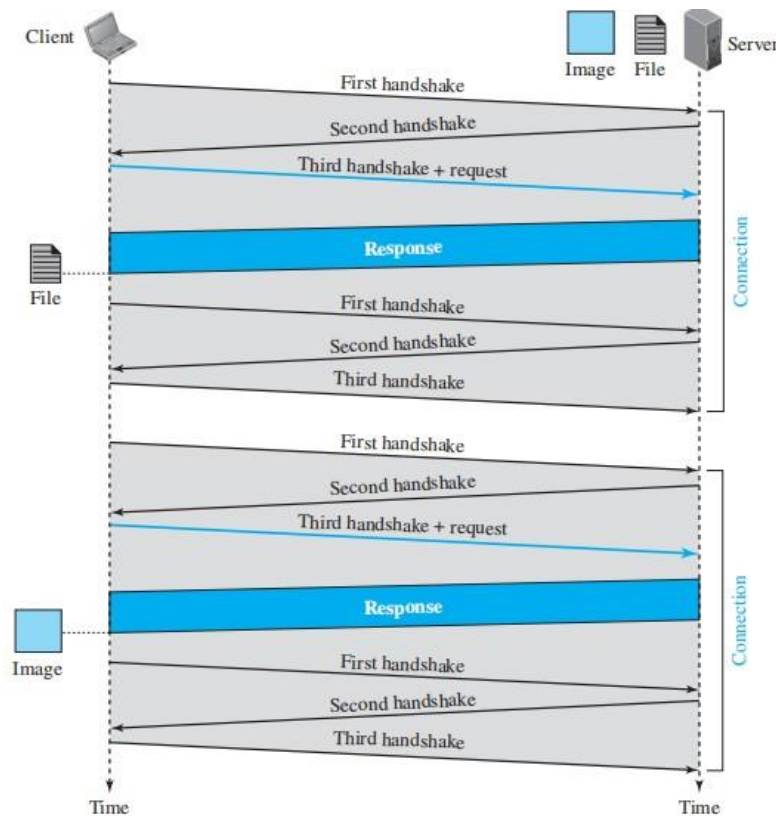 Client
Image
File
Server
First handshake
Second handshake
Third handshake + request
Response
File
First handshake
Second handshake
Third handshake
Connection
First handshake
Second handshake
Third handshake + request
Response
Image
First handshake
Second handshake
Third handshake
Connection
Time
Time